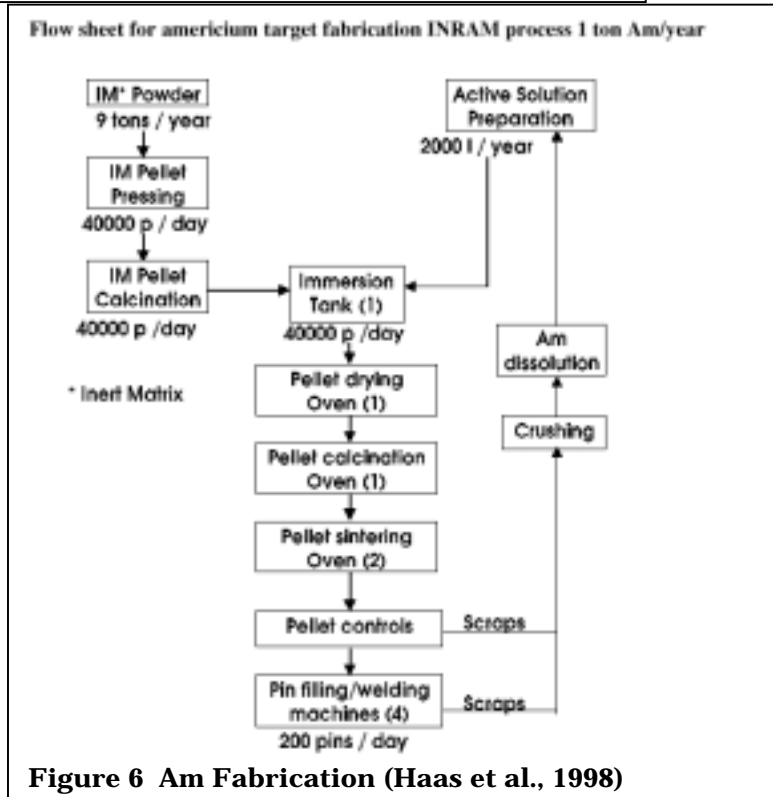 Flow sheet for americium target fabrication INRAM process 1 ton Am/year
IM* Powder
9 tons / year
IM Pellet
Pressing
40000 p / day
IM Pellet
Calcination
40000 p /day
* Inert Matrix
Active Solution
Preparation
2000 l / year
Immersion
Tank (1)
40000 p /day
Pellet drying
Oven (1)
Pellet calcination
Oven (1)
Pellet sintering
Oven (2)
Pellet controls
Scraps
Pin filling/welding
machines (4)
Scraps
200 pins / day
Am
dissolution
Crushing
Figure 6 Am Fabrication (Haas et al., 1998)